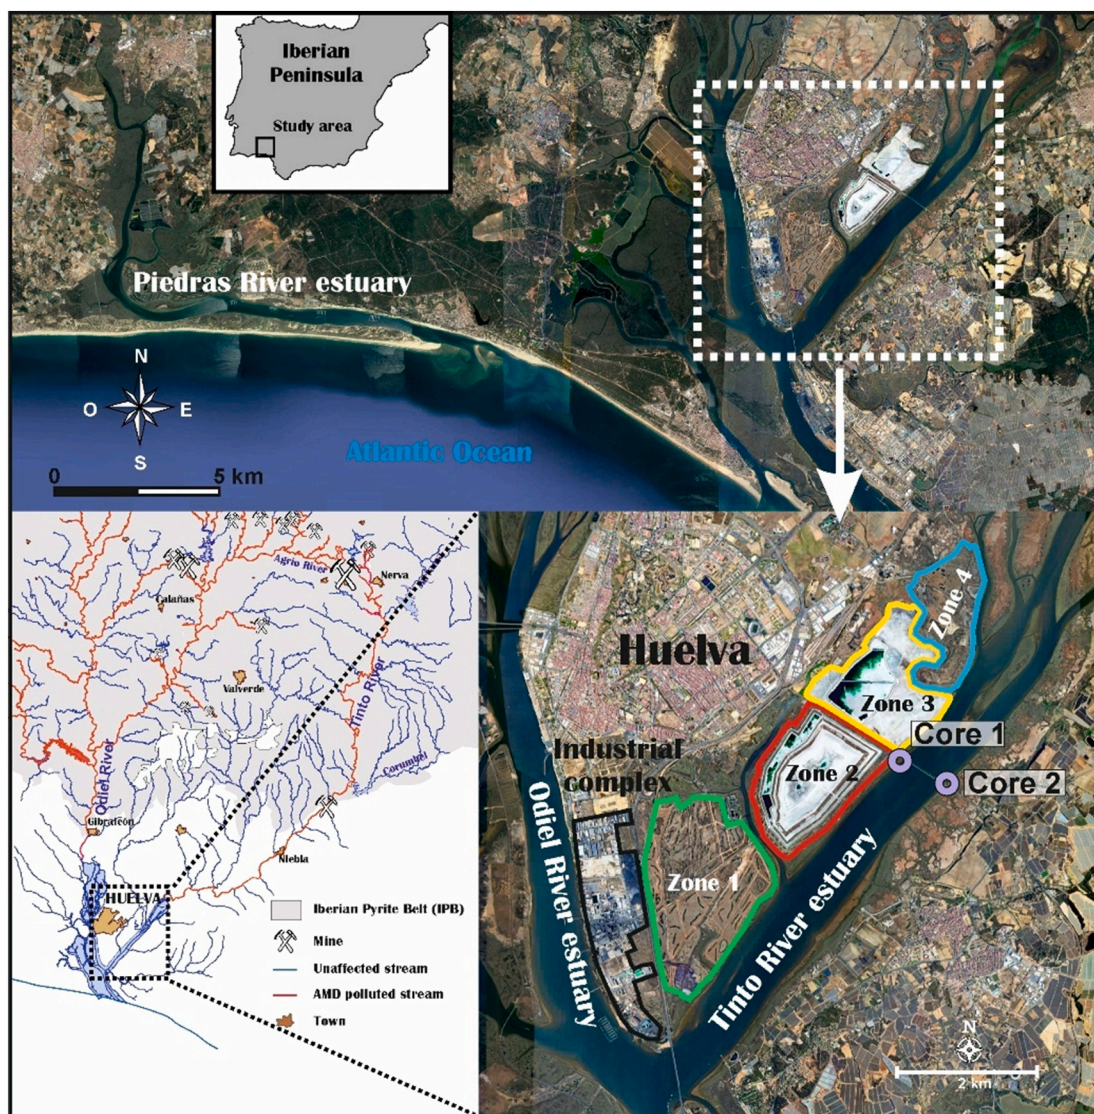 Iberian
Peninsula
Study area
Piedras River estuary
N
O
E
S
Atlantic Ocean
0
5 km
Agrio River
Nerva
Calañas
Valverde
Tinto River
Odiel River
Corumbel
Gibraleón
Niebla
HUELVA
Iberian Pyrite Belt (IPB)
Mine
Unaffected stream
AMD polluted stream
Town
Huelva
Zone 4
Zone 3
Core 1
Industrial
complex
Zone 2
Core 2
Odiel River estuary
Zone 1
Tinto River estuary
N
2 km